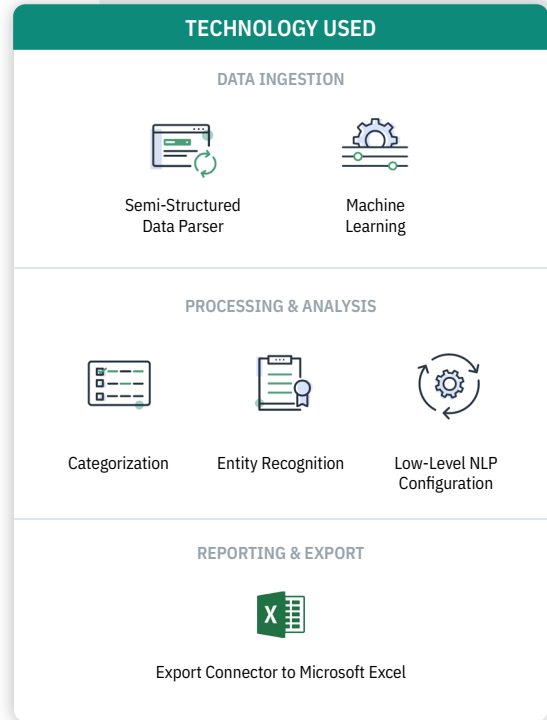 TECHNOLOGY USED
DATA INGESTION
Semi-Structured
Data Parser
Machine
Learning
PROCESSING & ANALYSIS
Categorization
Entity Recognition
Low-Level NLP
Configuration
REPORTING & EXPORT
X
Export Connector to Microsoft Excel